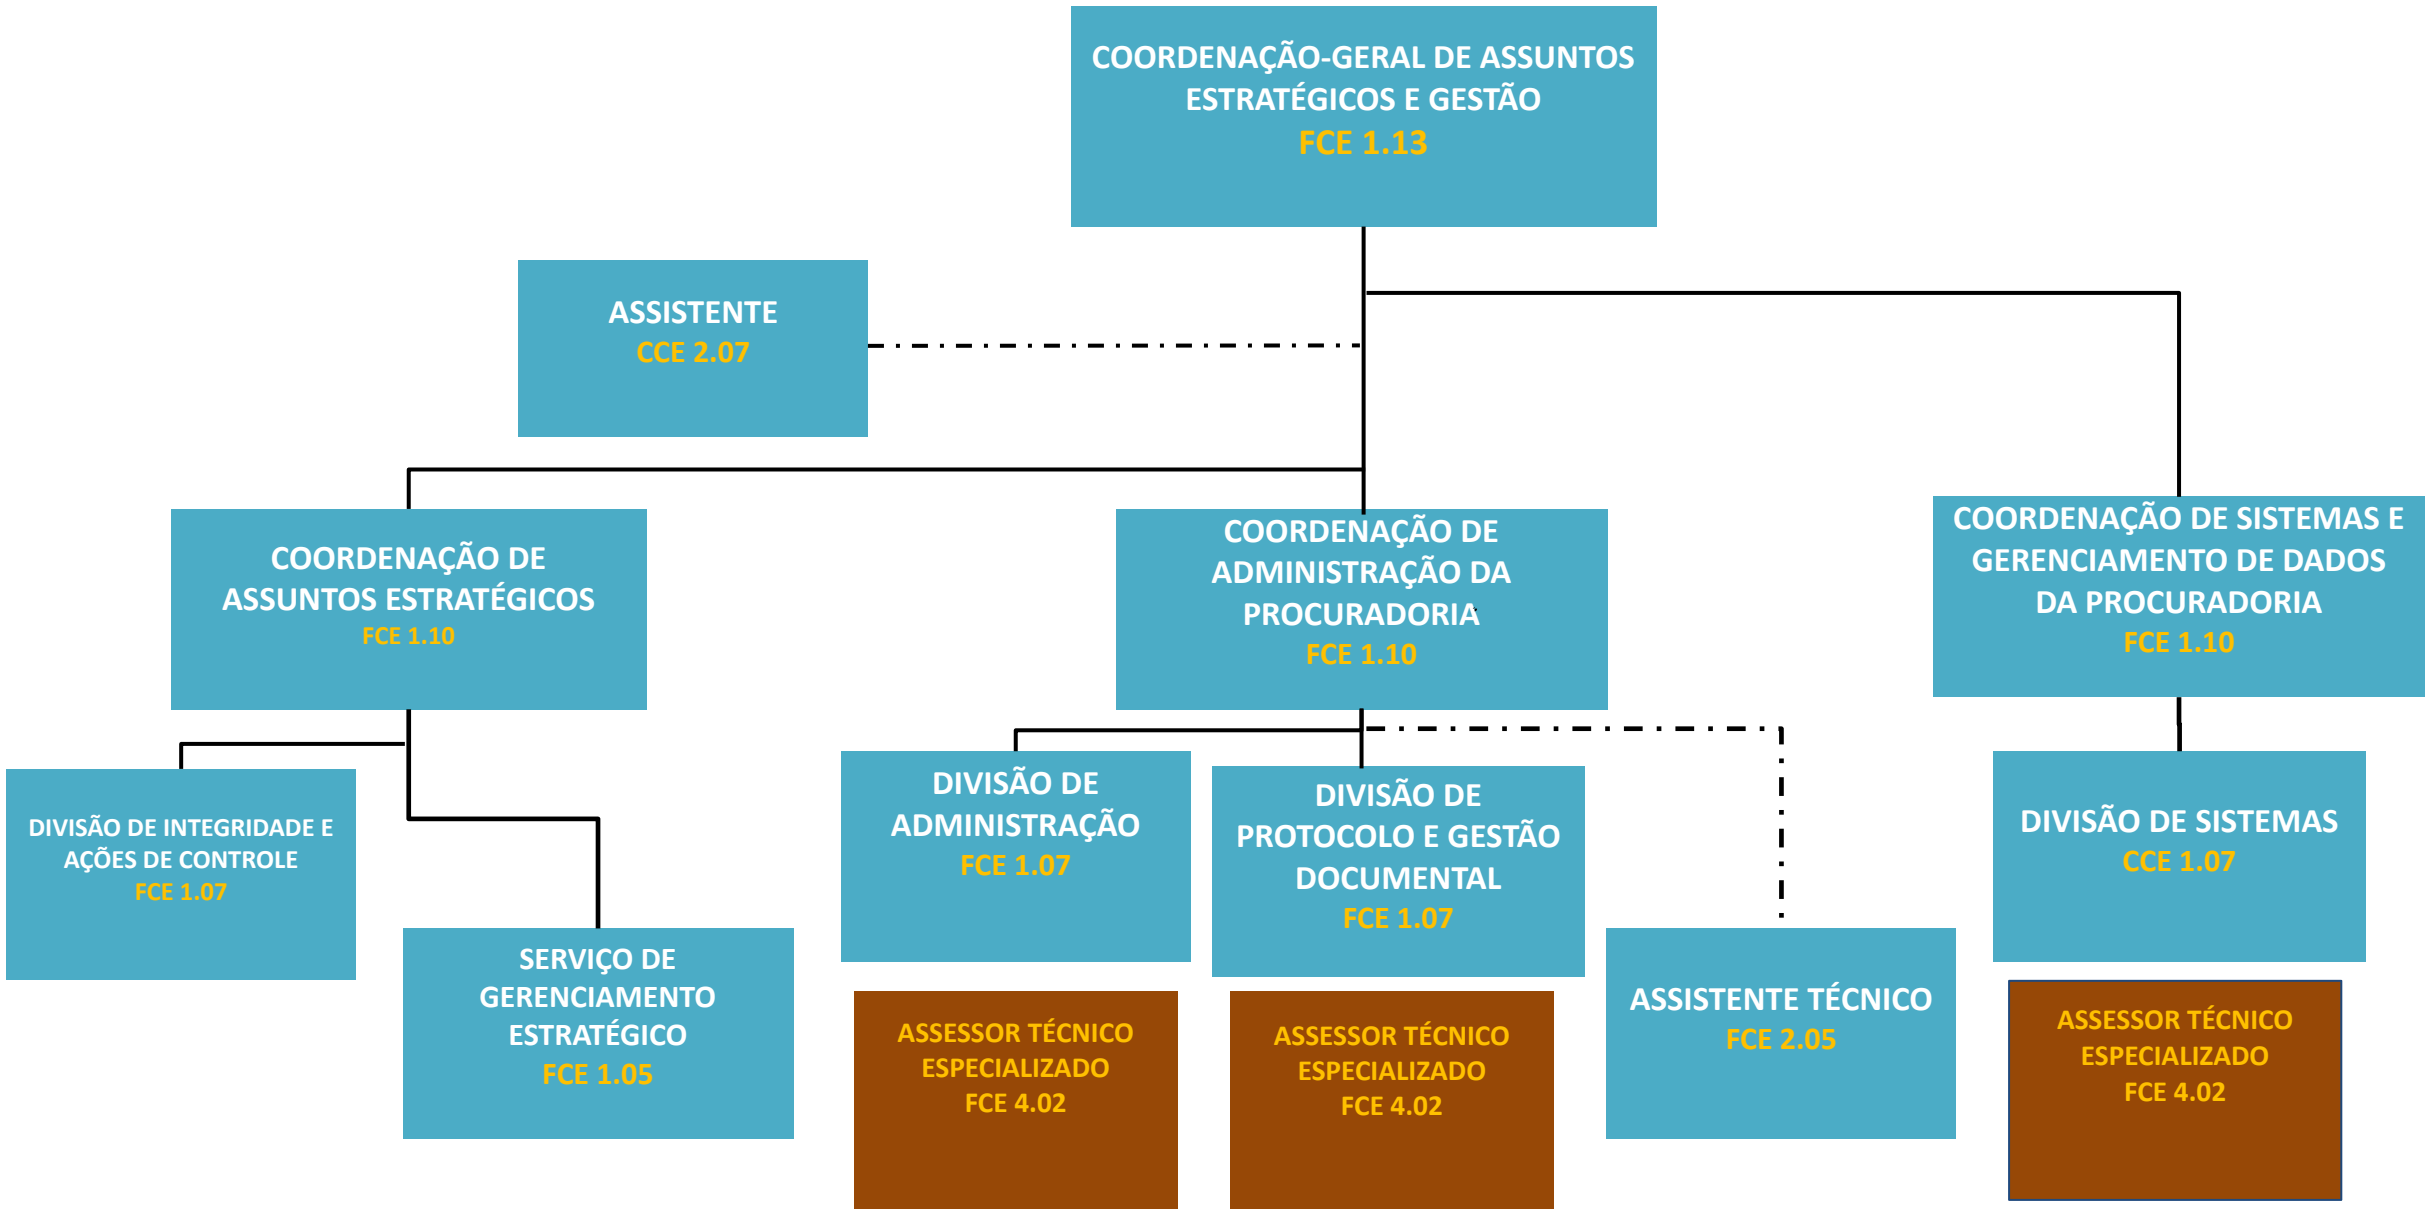 COORDENAÇÃO-GERAL DE ASSUNTOS
ESTRATÉGICOS E GESTÃO
FCE 1.13
ASSISTENTE
CCE 2.07
COORDENAÇÃO DE
ASSUNTOS ESTRATÉGICOS
FCE 1.10
COORDENAÇÃO DE
ADMINISTRAÇÃO DA
PROCURADORIA
FCE 1.10
COORDENAÇÃO DE SISTEMAS E
GERENCIAMENTO DE DADOS
DA PROCURADORIA
FCE 1.10
DIVISÃO DE INTEGRIDADE E
AÇÕES DE CONTROLE
FCE 1.07
SERVIÇO DE
GERENCIAMENTO
ESTRATÉGICO
FCE 1.05
DIVISÃO DE
ADMINISTRAÇÃO
FCE 1.07
DIVISÃO DE
PROTOCOLO E GESTÃO
DOCUMENTAL
FCE 1.07
ASSISTENTE TÉCNICO
FCE 2.05
DIVISÃO DE SISTEMAS
CCE 1.07
ASSESSOR TÉCNICO
ESPECIALIZADO
FCE 4.02
ASSESSOR TÉCNICO
ESPECIALIZADO
FCE 4.02
ASSESSOR TÉCNICO
ESPECIALIZADO
FCE 4.02